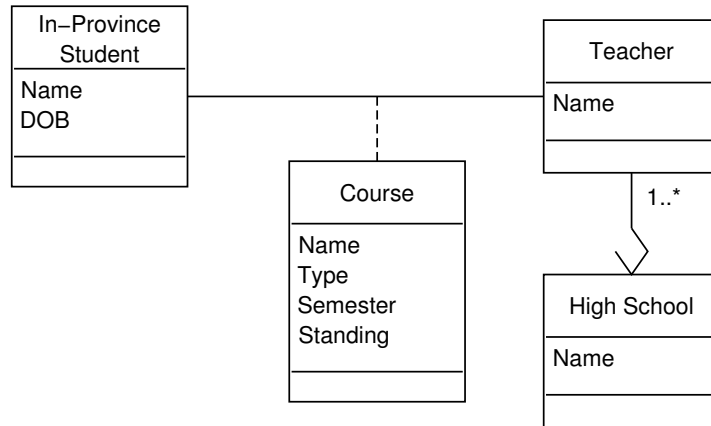 In−Province
Student
Name
DOB
Teacher
Name
Course
Name
Type
Semester
Standing
1..*
High School
Name